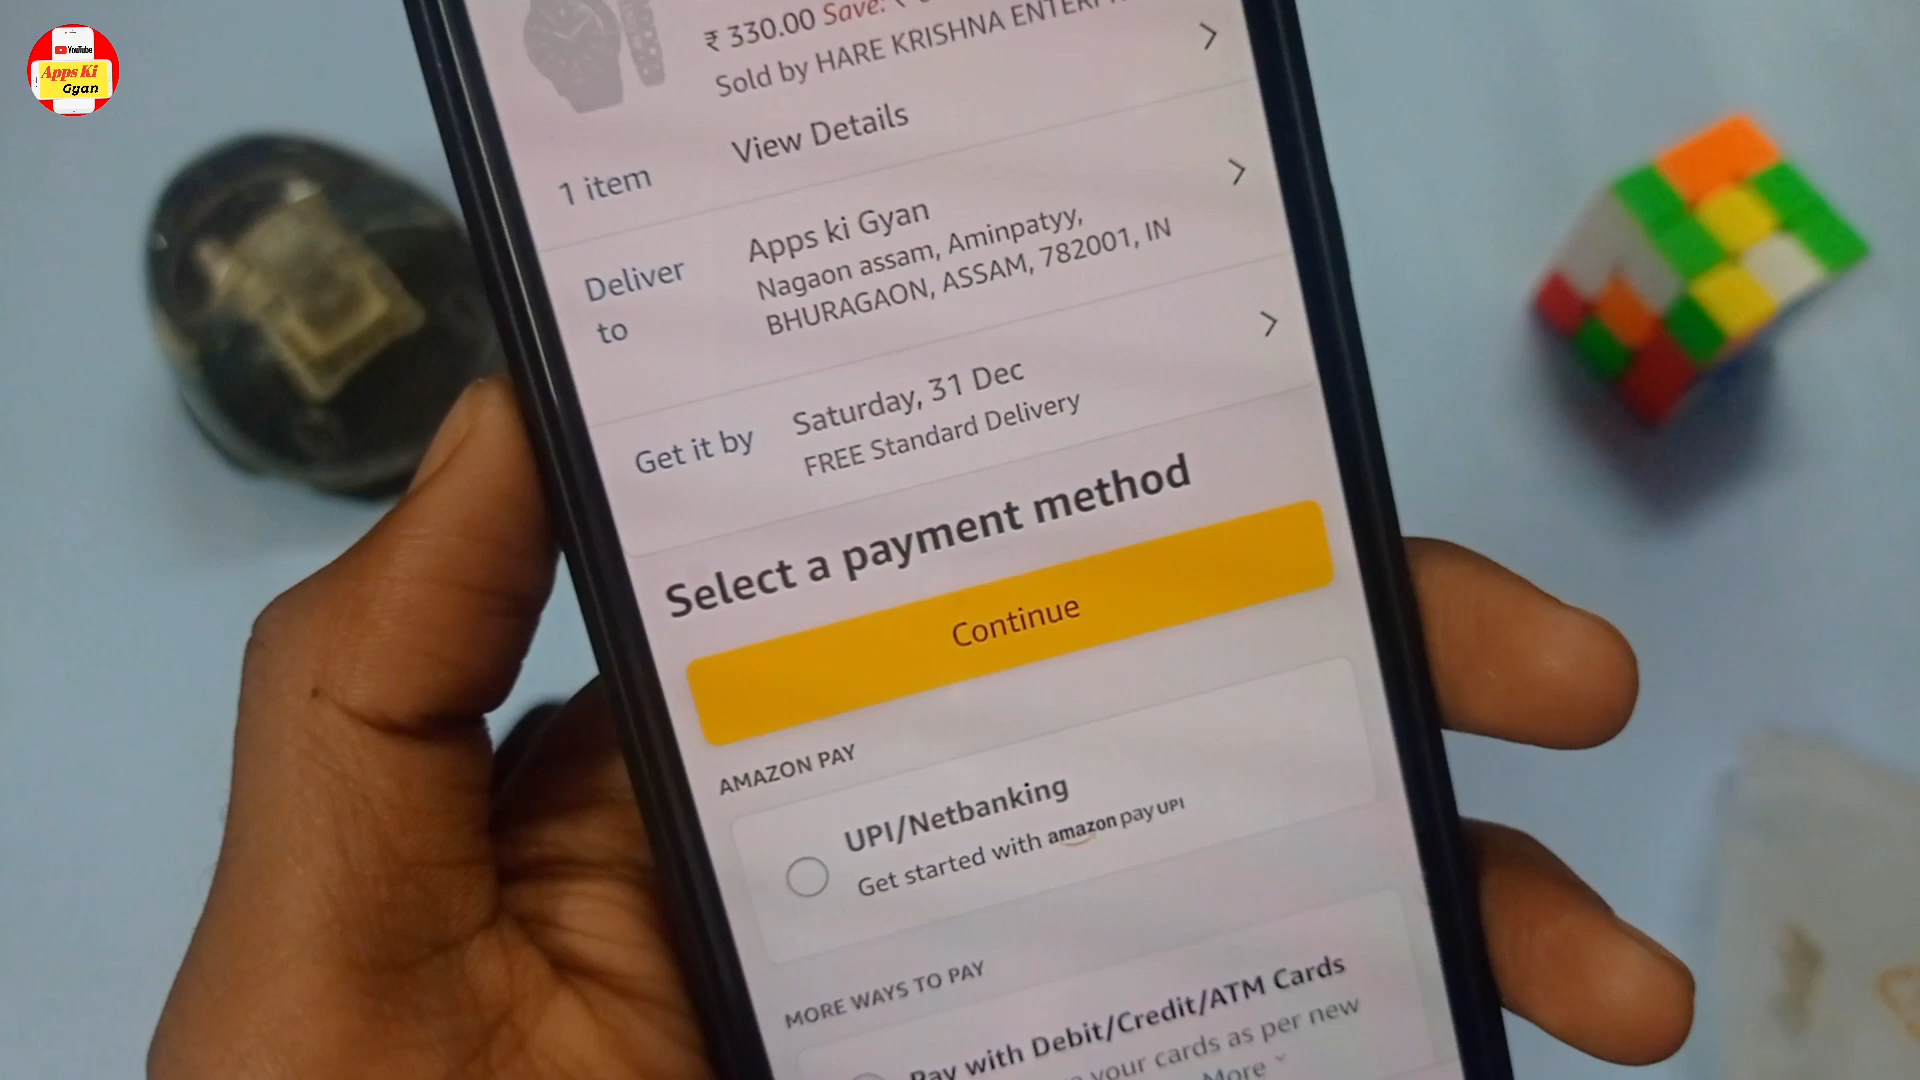 YouTube
Apps Ki
Gyan
₹ 330.00 Save: ₹
Sold by HARE KRISHNA
View Details
1 item
Deliver to
Apps ki Gyan
Nagaon assam, Aminpatyy,
BHURAGAON, ASSAM, 782001, IN
Get it by
Saturday, 31 Dec
FREE Standard Delivery
Select a payment method
Continue
AMAZON PAY
UPI/Netbanking
Get started with amazon pay UPI
MORE WAYS TO PAY
Pay with Debit/Credit/ATM Cards
your cards as per new
More